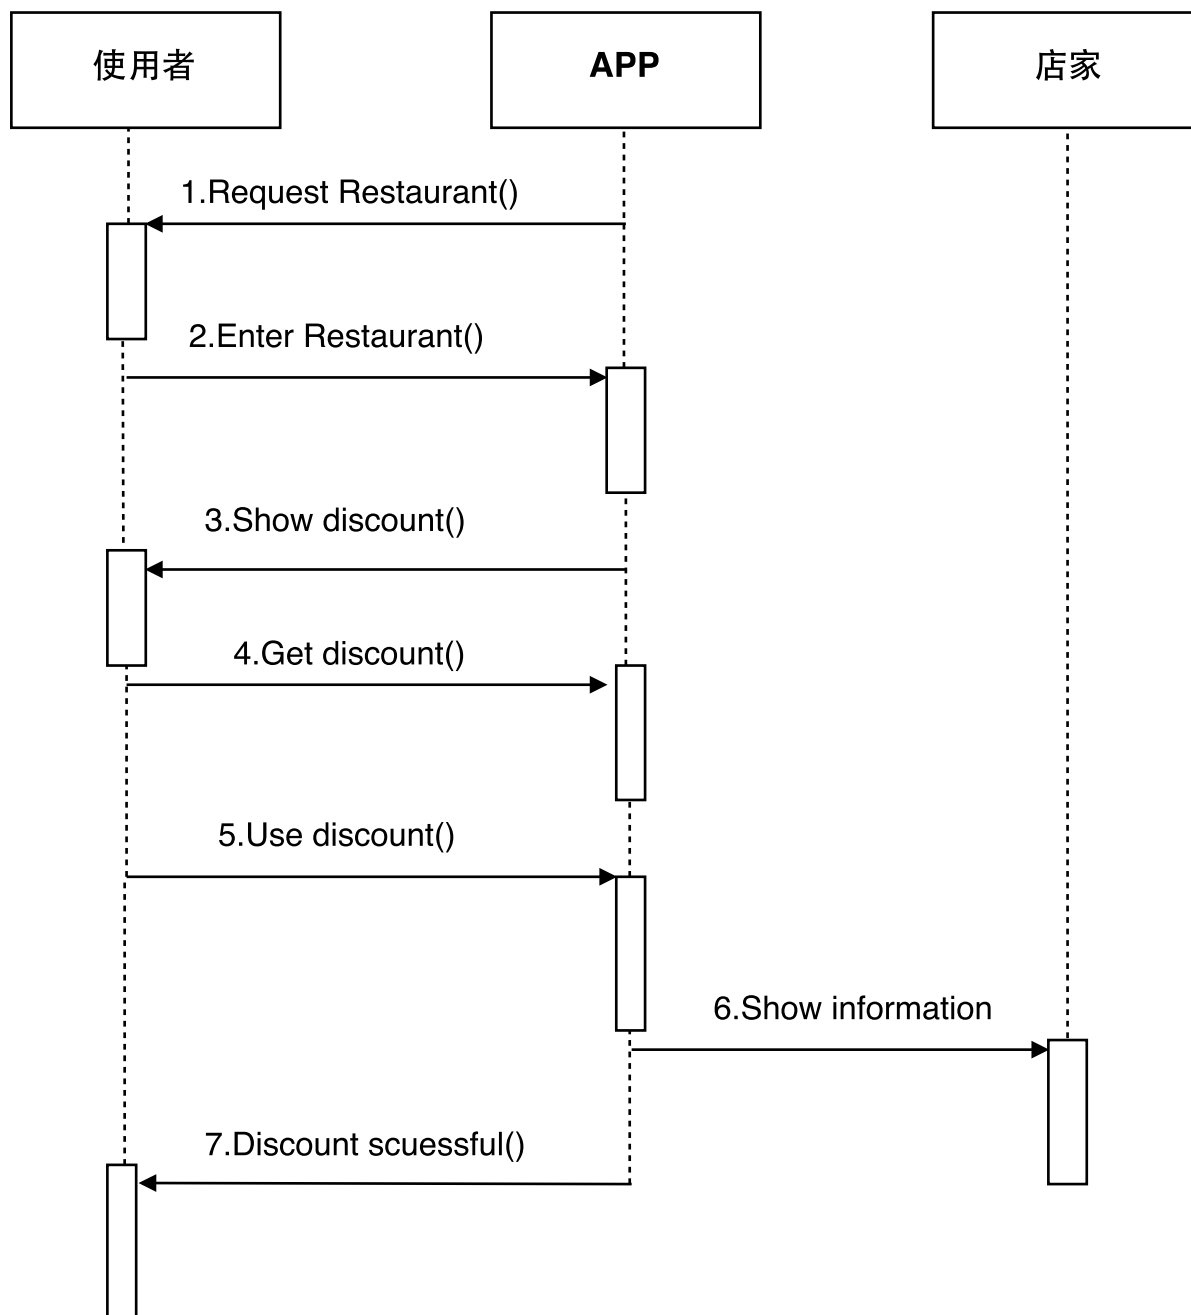 使用者
APP
店家
1.Request Restaurant()
2.Enter Restaurant()
3.Show discount()
4.Get discount()
5.Use discount()
6.Show information
7.Discount scuessful()